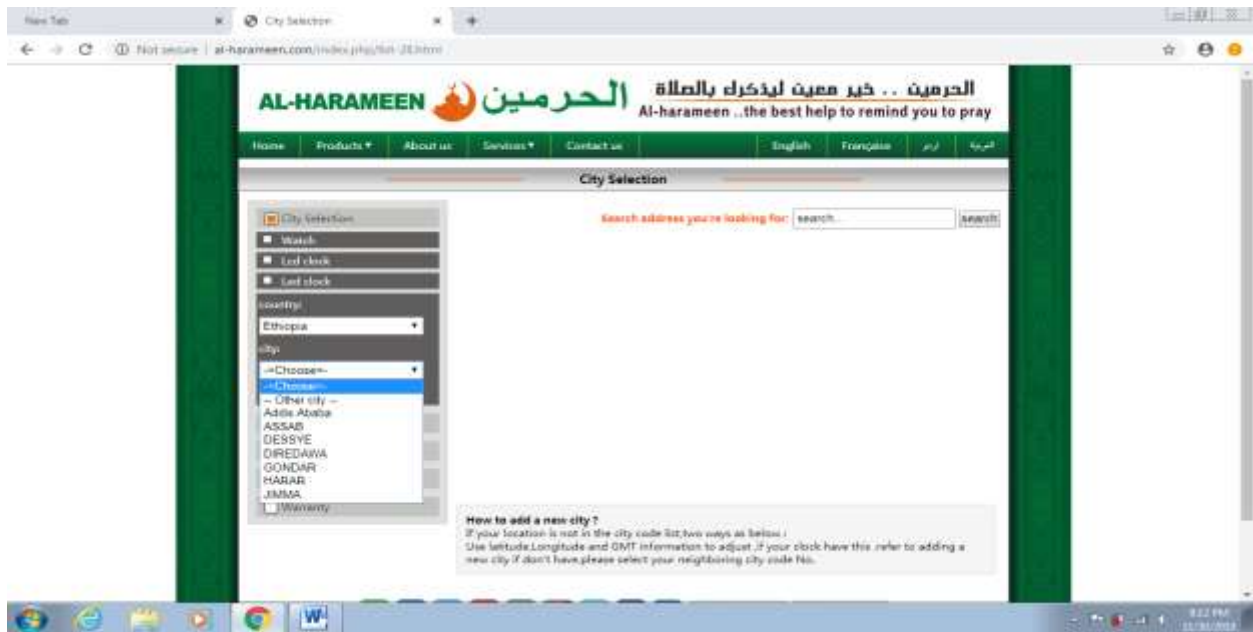 New Tab
City Selection
Not secure | al-harameen.com/index.php/list-28.html
AL-HARAMEEN الحرمين
الحرمين .. خير معين ليذكرك بالصلاة
Al-harameen ..the best help to remind you to pray
Home Products About us Services Contact us English Française اردو العربية
City Selection
City Selection
Search address you're looking for: search... search
Watch
Led clock
Led clock
country:
Ethiopia
city:
-=Choose=-
-=Choose=-
-- Other city --
Addis Ababa
ASSAB
DESSYE
DIREDAWA
GONDAR
HARAR
JIMMA
Warranty
How to add a new city ?
If your location is not in the city code list,two ways as below :
Use latitude,Longitude and GMT information to adjust ,if your clock have this ,refer to adding a
new city if don't have,please select your neighboring city code No.